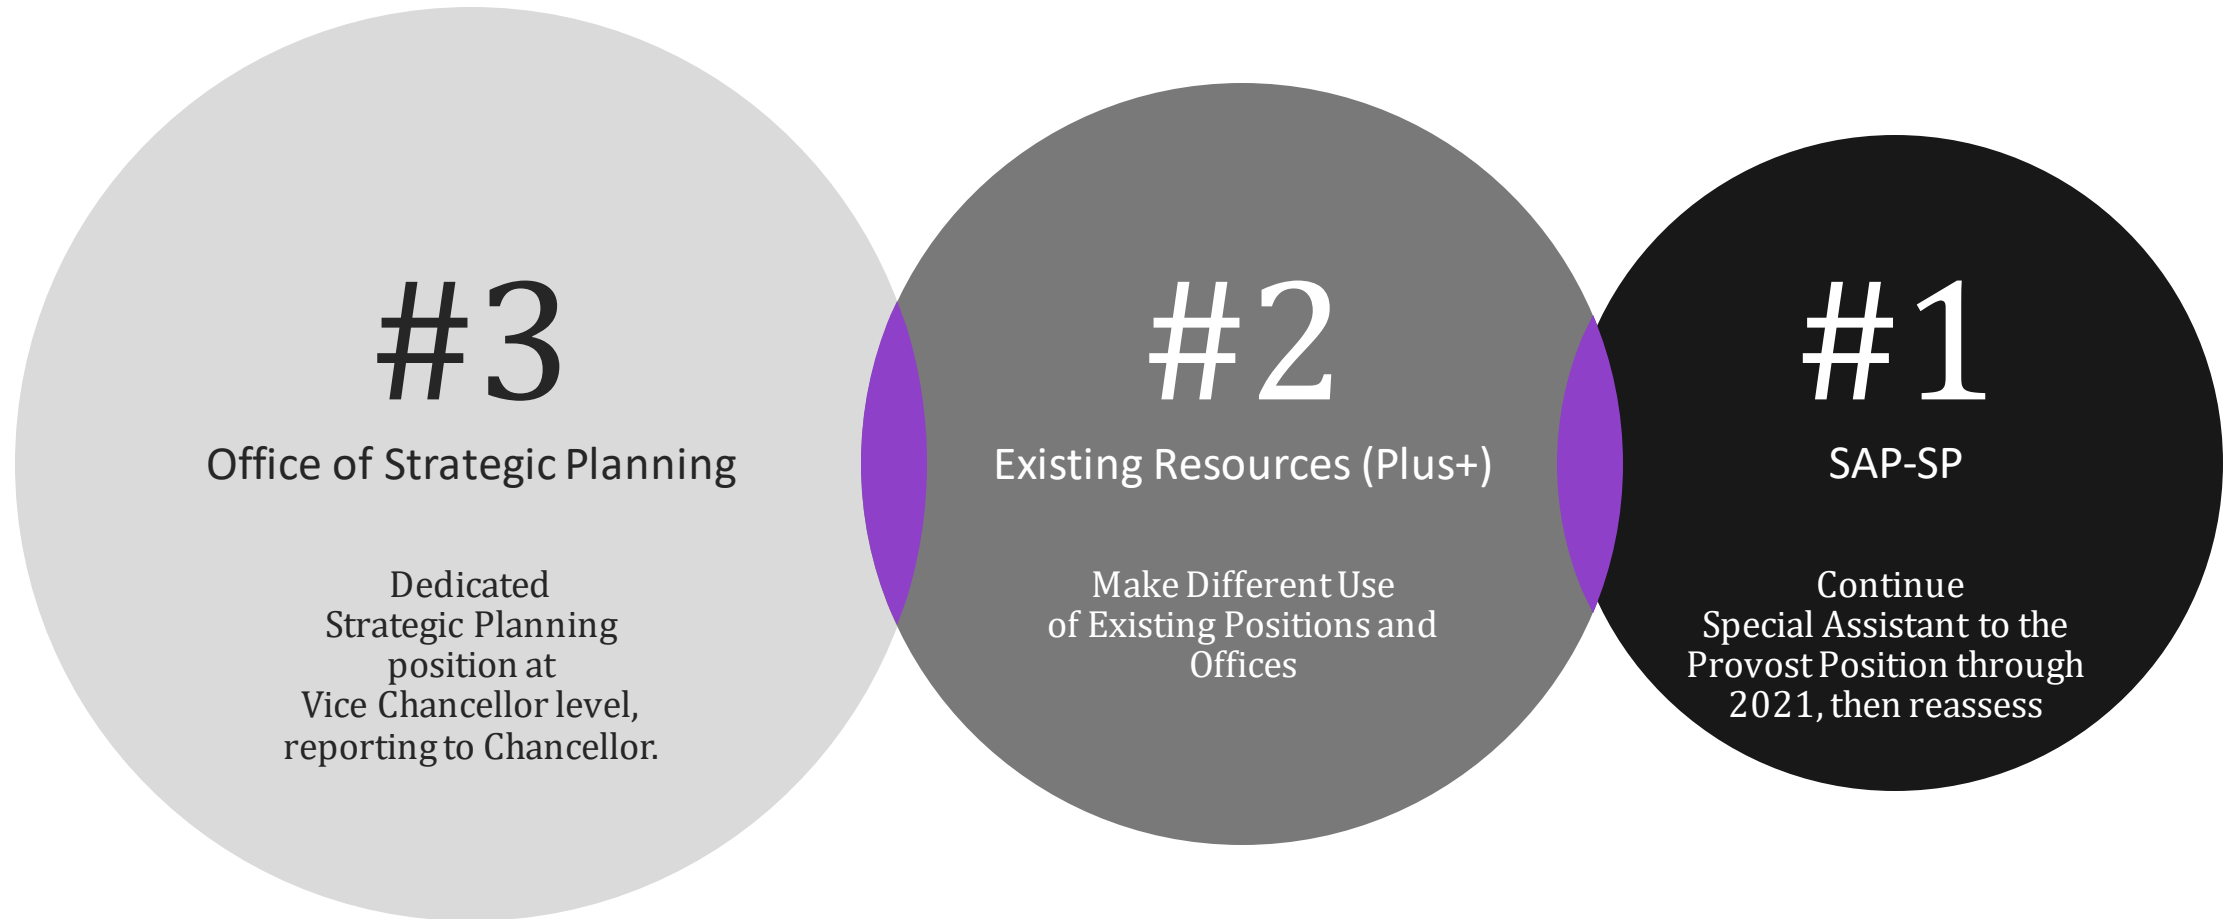 #3
Office of Strategic Planning
Dedicated
Strategic Planning
position at
Vice Chancellor level,
reporting to Chancellor.
#2
Existing Resources (Plus+)
Make Different Use
of Existing Positions and
Offices
#1
SAP-SP
Continue
Special Assistant to the
Provost Position through
2021, then reassess